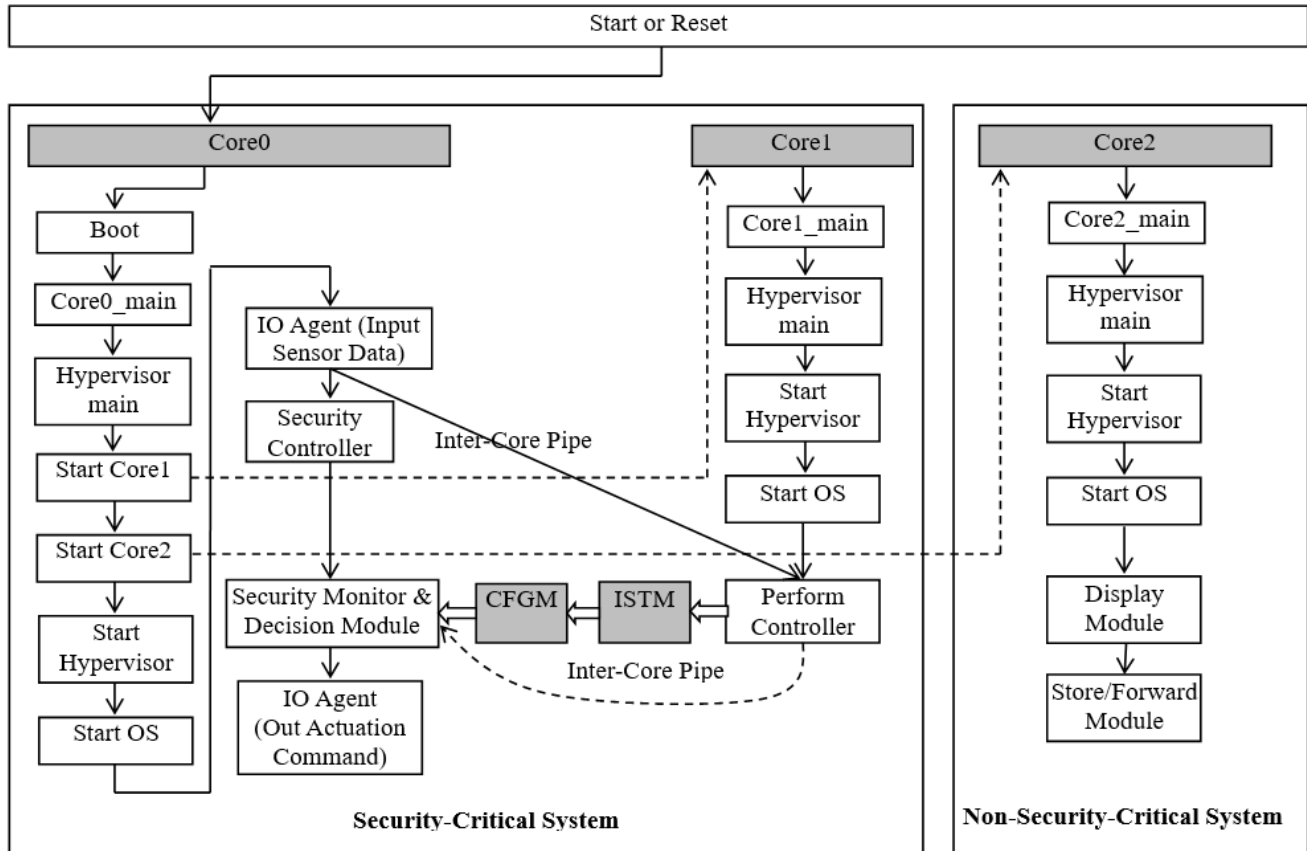 Start or Reset
Core0
Boot
Core0_main
Hypervisor
main
Start Core1
Start Core2
Start
Hypervisor
Start OS
IO Agent (Input
Sensor Data)
Security
Controller
Inter-Core Pipe
Security Monitor &
Decision Module
CFGM
ISTM
Inter-Core Pipe
IO Agent
(Out Actuation
Command)
Core1
Core1_main
Hypervisor
main
Start
Hypervisor
Start OS
Perform
Controller
Security-Critical System
Core2
Core2_main
Hypervisor
main
Start
Hypervisor
Start OS
Display
Module
Store/Forward
Module
Non-Security-Critical System